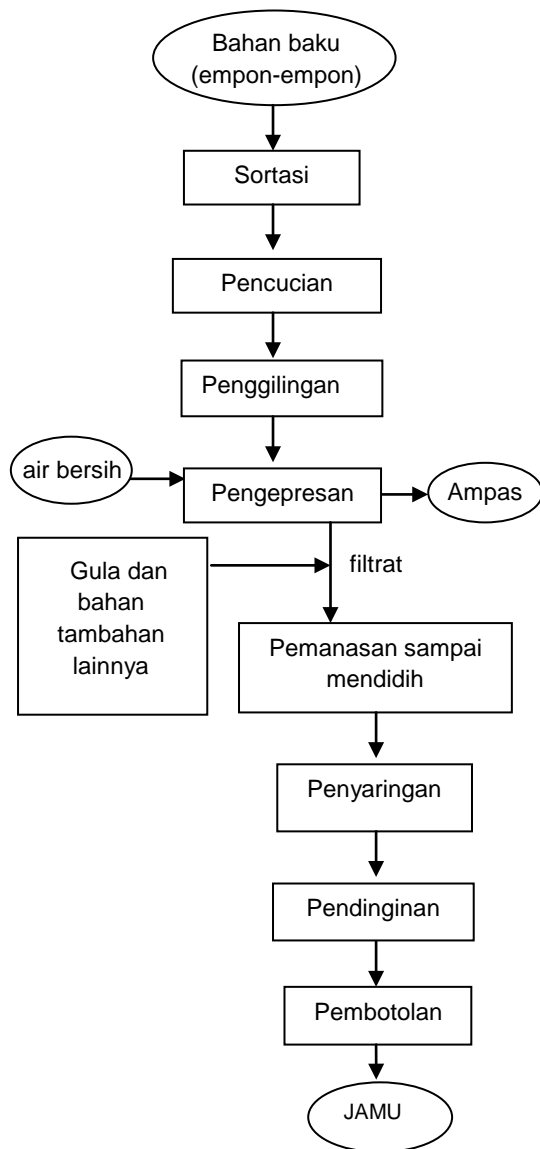 Bahan baku
(empon-empon)
Sortasi
Pencucian
Penggilingan
air bersih
Pengepresan
Ampas
filtrat
Gula dan
bahan
tambahan
lainnya
Pemanasan sampai
mendidih
Penyaringan
Pendinginan
Pembotolan
JAMU